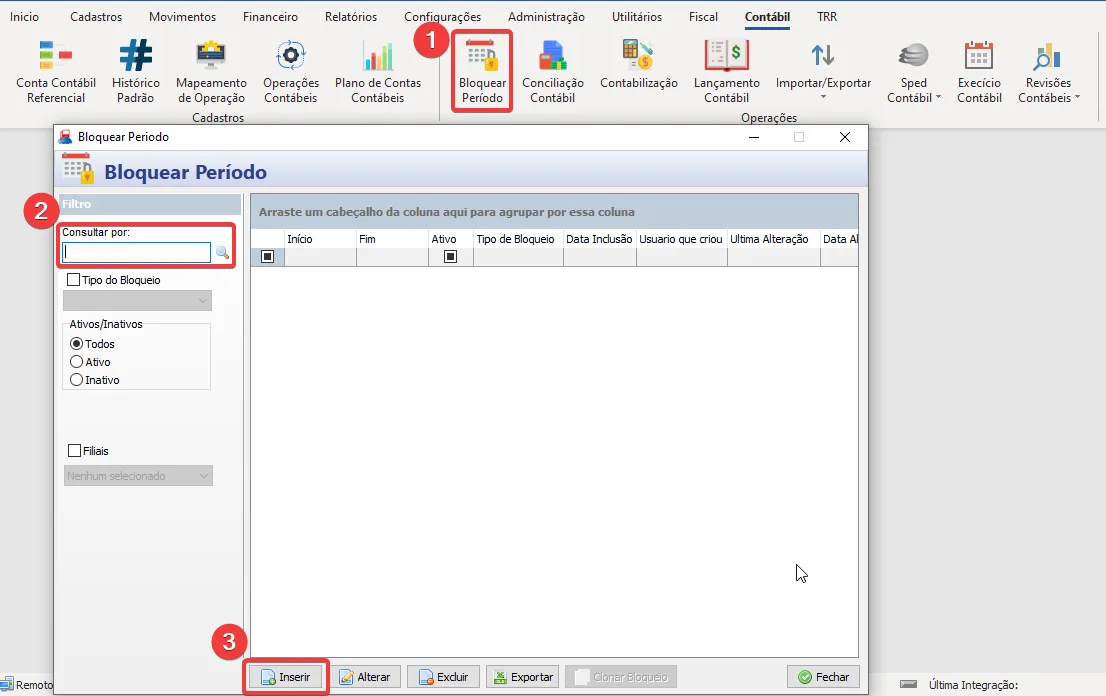 Inicio Cadastros Movimentos Financeiro Relatórios Configurações Administração Utilitários Fiscal Contábil TRR
1
Conta Contábil Histórico Mapeamento Operações Plano de Contas Bloquear Conciliação Contabilização Lançamento Importar/Exportar Sped Execício Revisões
Referencial Padrão de Operação Contábeis Contábeis Período Contábil Contábil Contábil Contábil Contábeis
Cadastros Operações
Bloquear Periodo
Bloquear Período
2
Filtro
Arraste um cabeçalho da coluna aqui para agrupar por essa coluna
Consultar por:
Início Fim Ativo Tipo de Bloqueio Data Inclusão Usuario que criou Ultima Alteração Data Al
Tipo do Bloqueio
Ativos/Inativos
Todos
Ativo
Inativo
Filiais
Nenhum selecionado
3
Inserir Alterar Excluir Exportar Clonar Bloqueio Fechar
Remoto Última Integração: